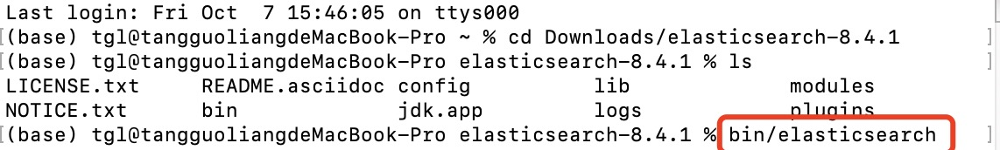 Last login: Fri Oct  7 15:46:05 on ttys000
[(base) tgl@tangguoliangdeMacBook-Pro ~ % cd Downloads/elasticsearch-8.4.1 ]
[(base) tgl@tangguoliangdeMacBook-Pro elasticsearch-8.4.1 % ls ]
LICENSE.txt README.asciidoc config lib modules
NOTICE.txt bin jdk.app logs plugins
[(base) tgl@tangguoliangdeMacBook-Pro elasticsearch-8.4.1 % bin/elasticsearch ]